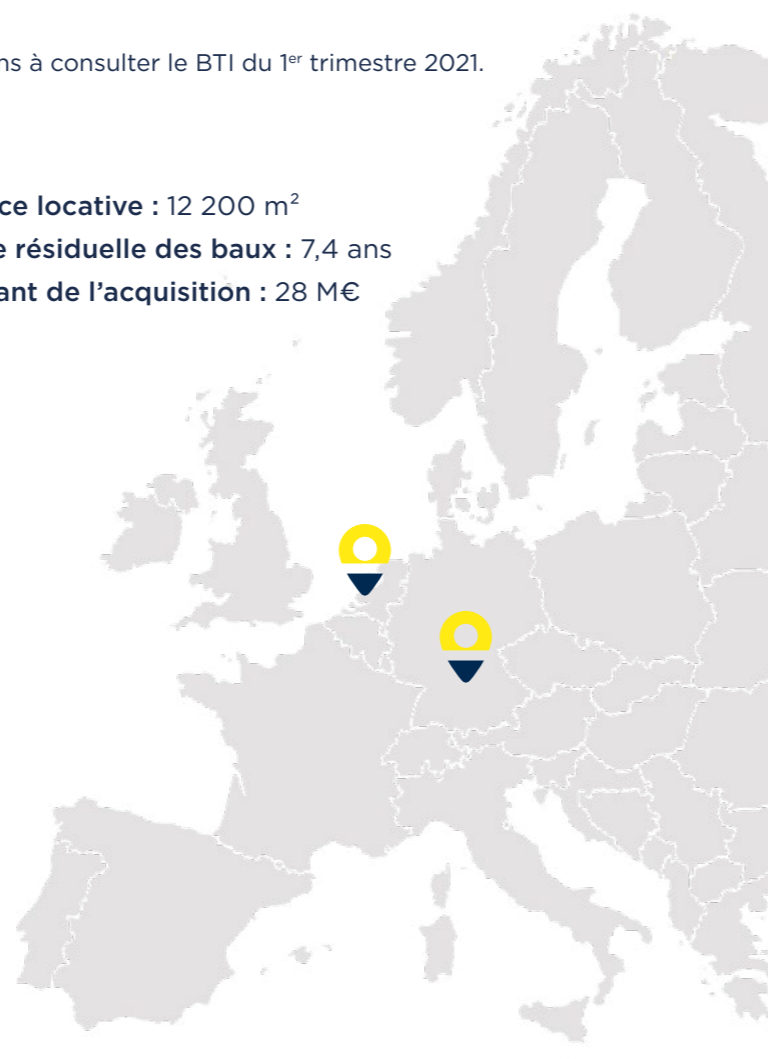 ns à consulter le BTI du 1er trimestre 2021.
ce locative : 12 200 m²
e résiduelle des baux : 7,4 ans
ant de l’acquisition : 28 M€